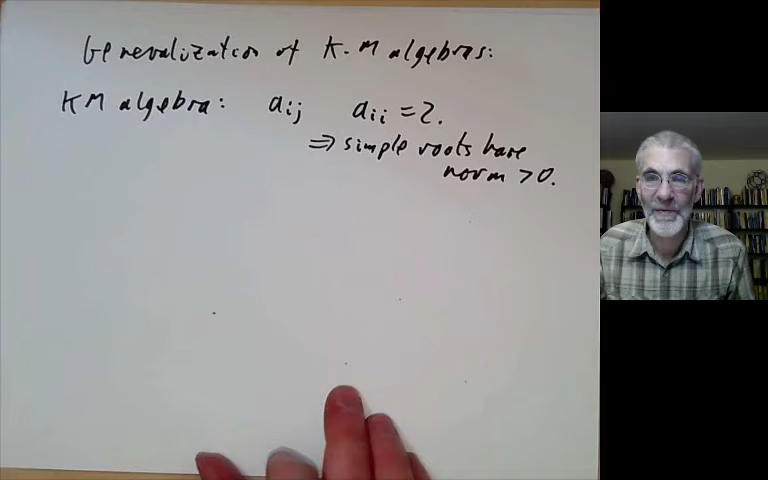 Generalization of K-M algebras:
KM algebra: aij aii = 2.
⇒ simple roots have
norm > 0.